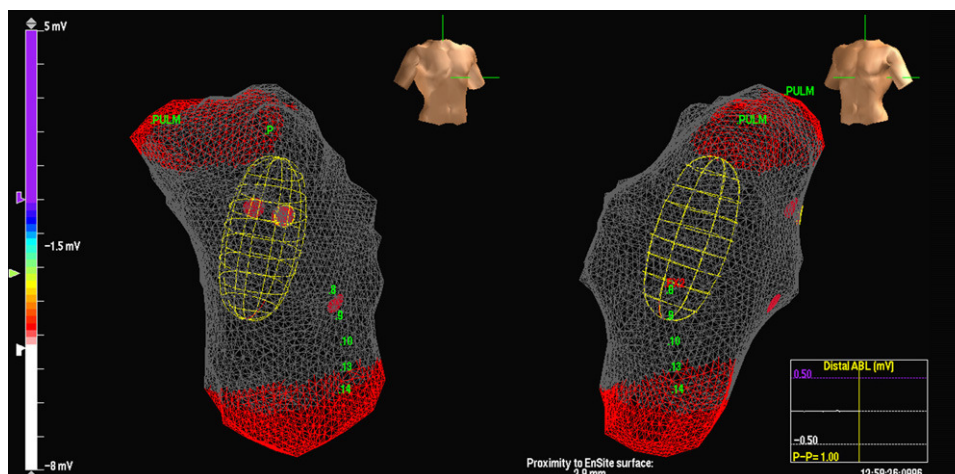 5 mV
-1.5 mV
-8 mV
PULM
P
.8
.9
.10
.13
.14
PULM
PULM
.8
.10
.13
.14
Distal ABL (mV)
0.50
-0.50
P-P= 1.00
Proximity to EnSite surface: